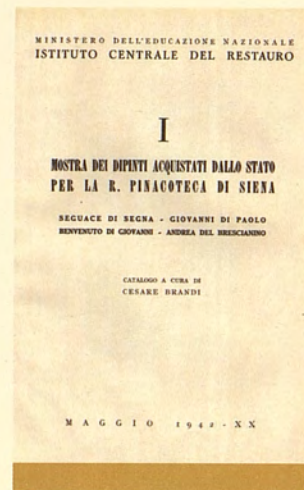 MINISTERO DELL'EDUCAZIONE NAZIONALE
ISTITUTO CENTRALE DEL RESTAURO
I
MOSTRA DEI DIPINTI ACQUISTATI DALLO STATO
PER LA R. PINACOTECA DI SIENA
SEGUACE DI SEGNA - GIOVANNI DI PAOLO
BENVENUTO DI GIOVANNI - ANDREA DEL BRESCIANINO
CATALOGO A CURA DI
CESARE BRANDI
MAGGIO 1942-XX